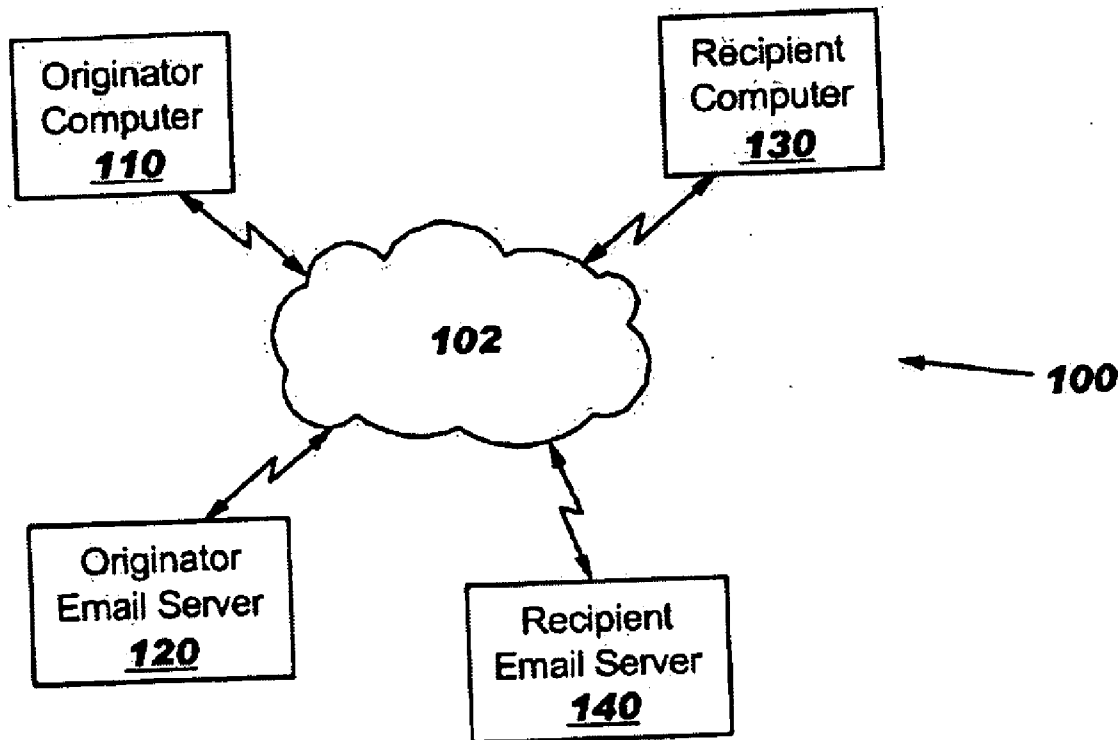 Originator
Computer
110
Recipient
Computer
130
102
100
Originator
Email Server
120
Recipient
Email Server
140